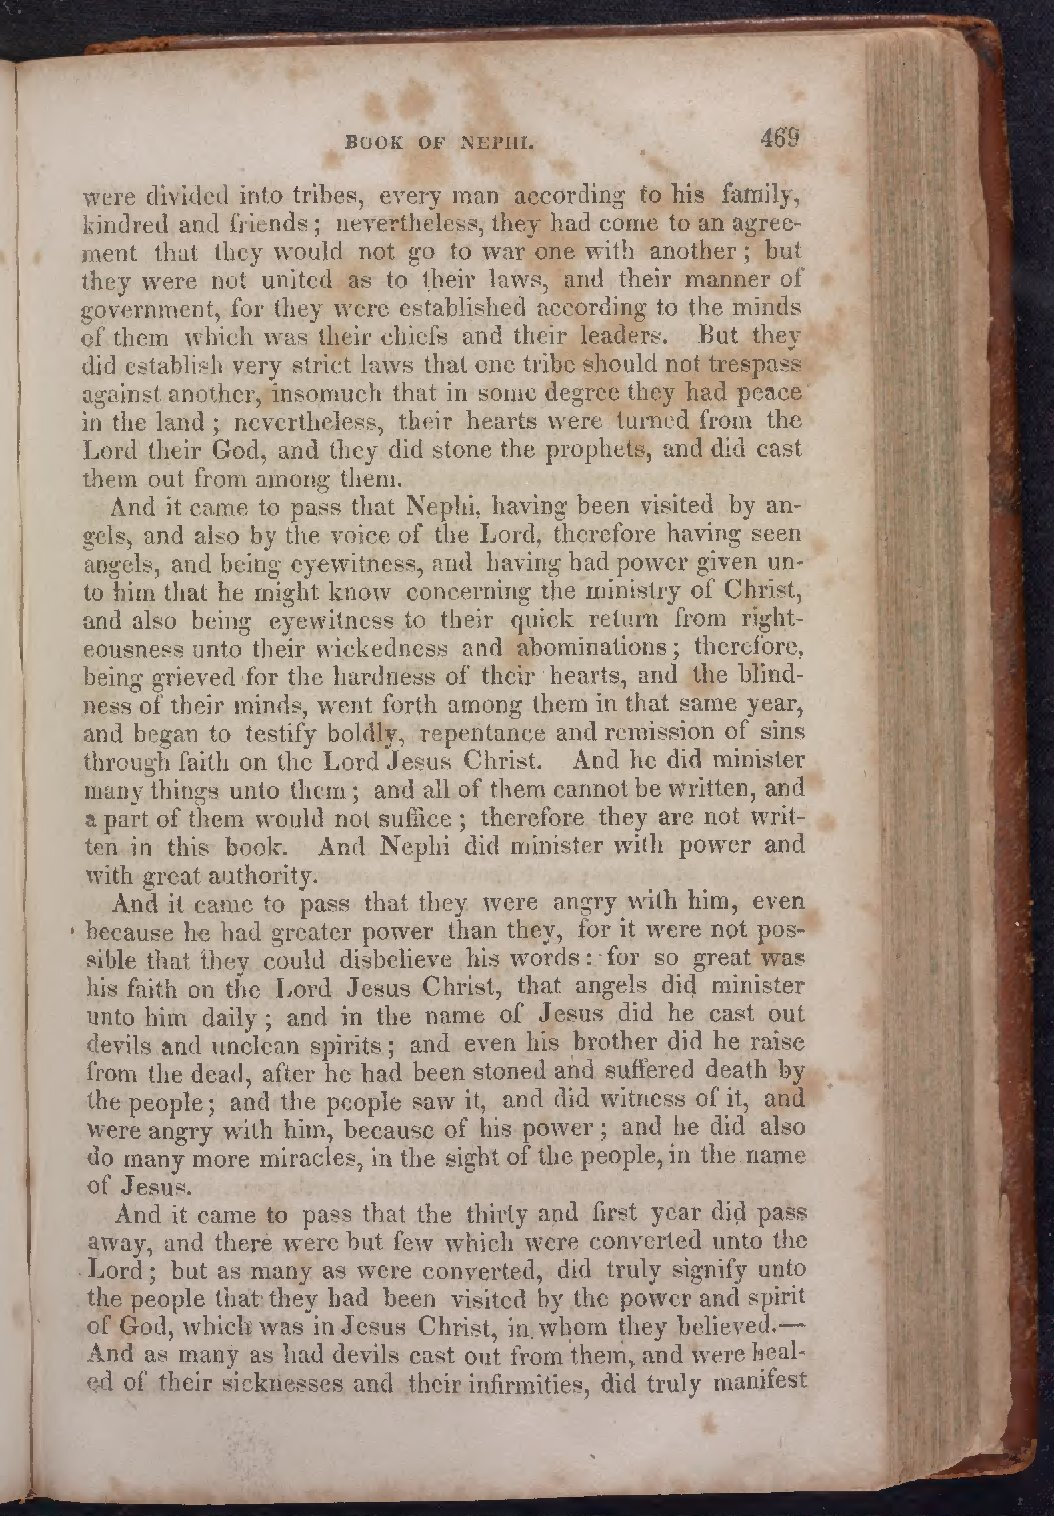 BOOK OF NEPHI. 469
were divided into tribes, every man according to his family,
kindred and friends; nevertheless, they had come to an agree-
ment that they would not go to war one with another; but
they were not united as to their laws, and their manner of
government, for they were established according to the minds
of them which was their chiefs and their leaders. But they
did establish very strict laws that one tribe should not trespass
against another, insomuch that in some degree they had peace
in the land; nevertheless, their hearts were turned from the
Lord their God, and they did stone the prophets, and did cast
them out from among them.
And it came to pass that Nephi, having been visited by an-
gels, and also by the voice of the Lord, therefore having seen
angels, and being eyewitness, and having had power given un-
to him that he might know concerning the ministry of Christ,
and also being eyewitness to their quick return from right-
eousness unto their wickedness and abominations; therefore,
being grieved for the hardness of their hearts, and the blind-
ness of their minds, went forth among them in that same year,
and began to testify boldly, repentance and remission of sins
through faith on the Lord Jesus Christ. And he did minister
many things unto them; and all of them cannot be written, and
a part of them would not suffice; therefore they are not writ-
ten in this book. And Nephi did minister with power and
with great authority.
And it came to pass that they were angry with him, even
because he had greater power than they, for it were not pos-
sible that they could disbelieve his words: for so great was
his faith on the Lord Jesus Christ, that angels did minister
unto him daily; and in the name of Jesus did he cast out
devils and unclean spirits; and even his brother did he raise
from the dead, after he had been stoned and suffered death by
the people; and the people saw it, and did witness of it, and
were angry with him, because of his power; and he did also
do many more miracles, in the sight of the people, in the name
of Jesus.
And it came to pass that the thirty and first year did pass
away, and there were but few which were converted unto the
Lord; but as many as were converted, did truly signify unto
the people that they had been visited by the power and spirit
of God, which was in Jesus Christ, in whom they believed.—
And as many as had devils cast out from them, and were heal-
ed of their sicknesses and their infirmities, did truly manifest